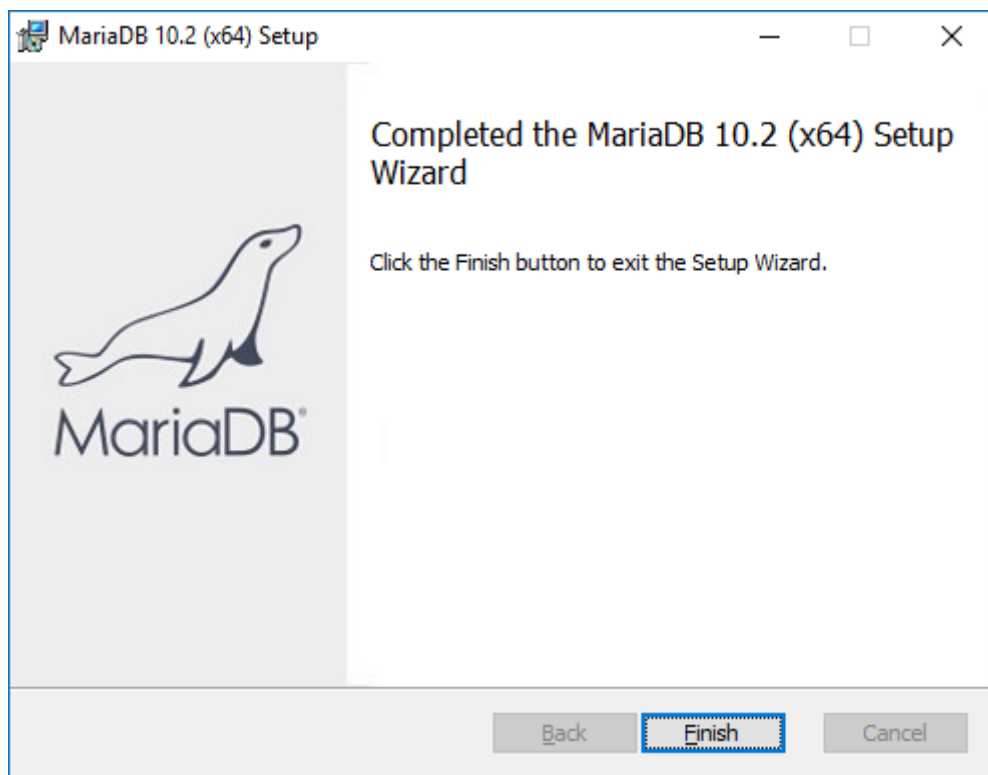 MariaDB 10.2 (x64) Setup
Completed the MariaDB 10.2 (x64) Setup
Wizard
Click the Finish button to exit the Setup Wizard.
MariaDB®
Back
Finish
Cancel